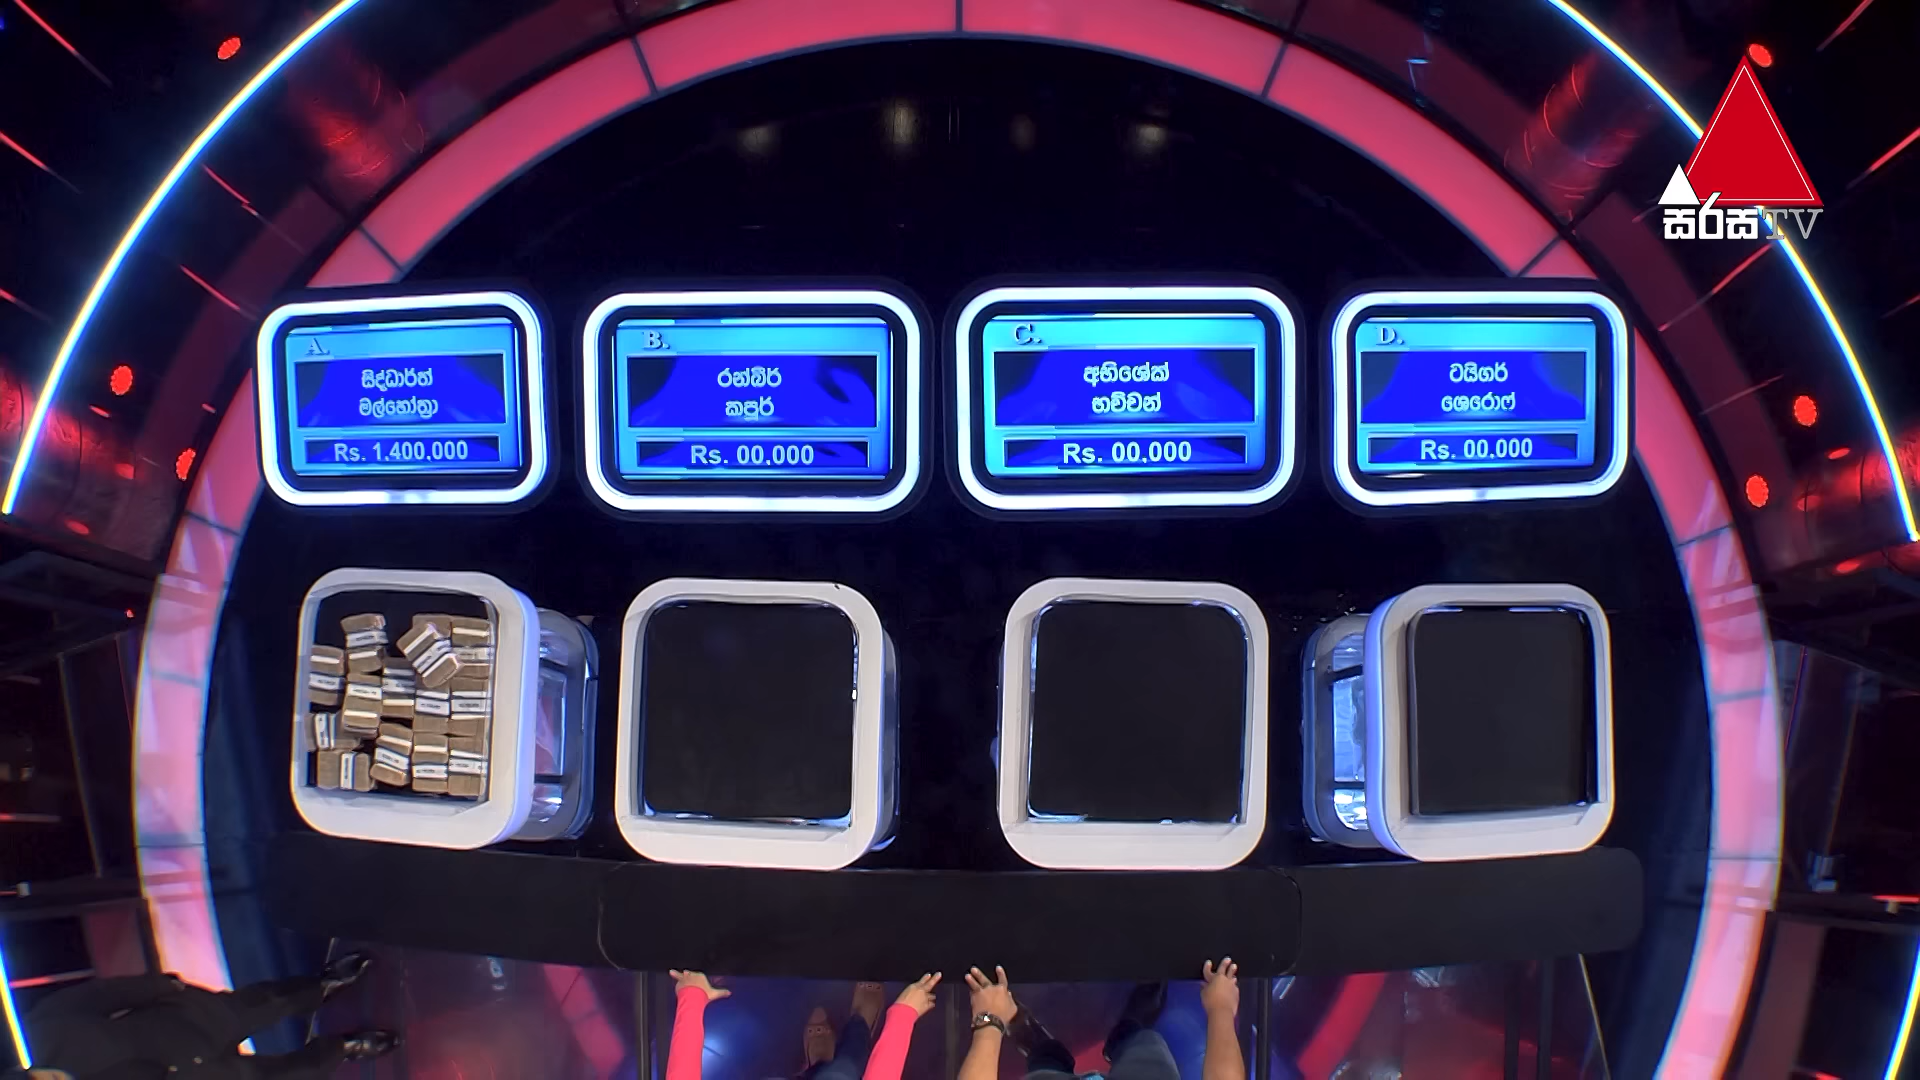 සිරස TV
A.
සිද්ධාර්ත්
මල්හෝත්‍රා
Rs. 1,400,000
B.
රන්බීර්
කපූර්
Rs. 00,000
C.
අභිශේක්
භච්චන්
Rs. 00,000
D.
ටයිගර්
ශෙරොෆ්
Rs. 00,000